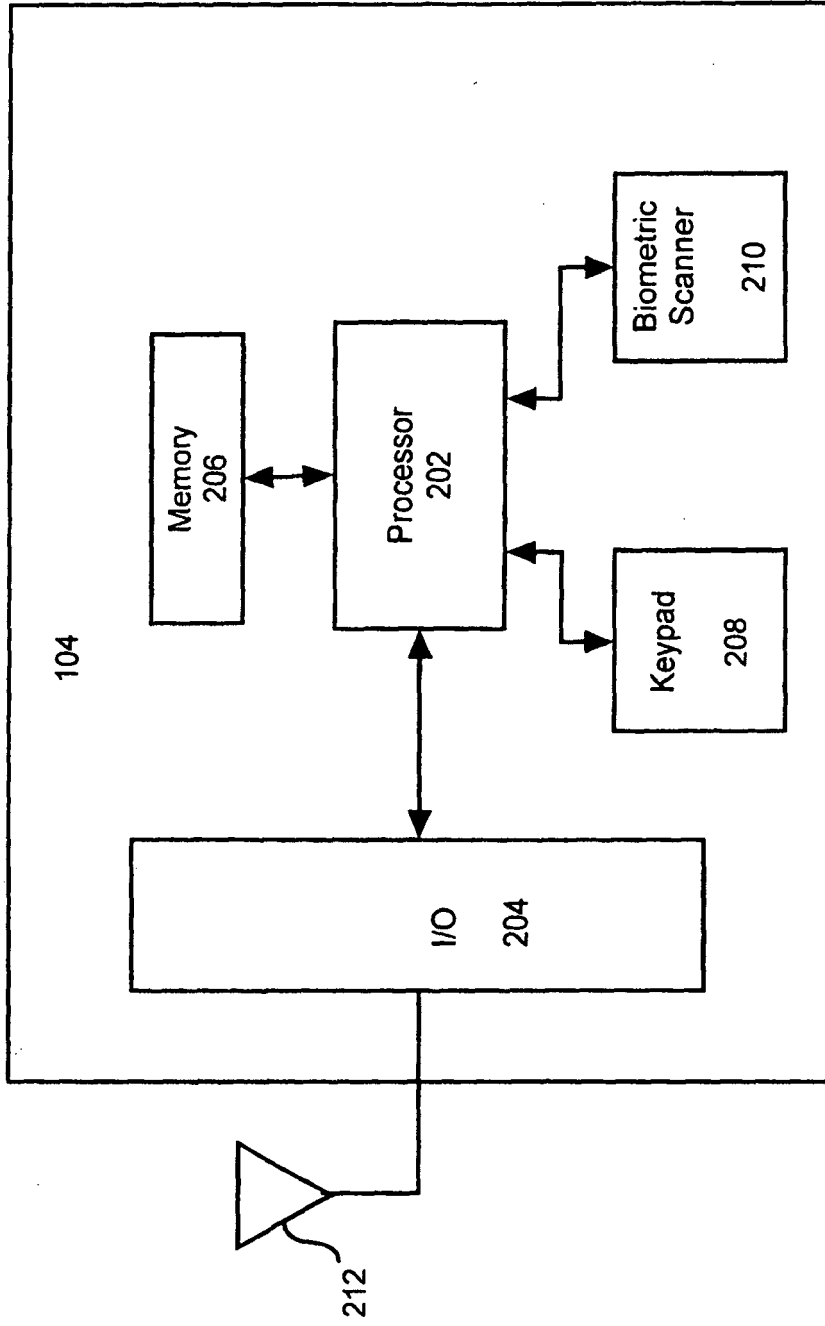 104
Memory
206
Processor
202
I/O
204
Keypad
208
Biometric
Scanner
210
212